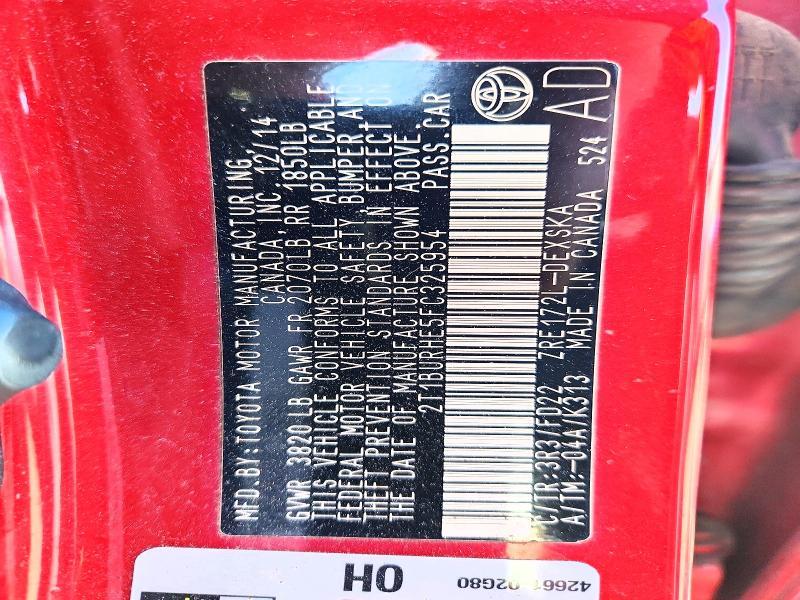 MFD.BY:TOYOTA MOTOR MANUFACTURING,
CANADA,INC. 12/14
GVWR 3820LB GAWR FR 2070LB RR 1850LB
THIS VEHICLE CONFORMS TO ALL APPLICABLE
FEDERAL MOTOR VEHICLE SAFETY BUMPER AND
THEFT PREVENTION STANDARDS IN EFFECT ON
THE DATE OF MANUFACTURE SHOWN ABOVE.
2T1BURHE5FC325954 PASS.CAR
C/TR:3R3/FD22 ZRE172L-DEXSKA
A/TM:-04A/K313 MADE IN CANADA 524 AD
OH
02G80